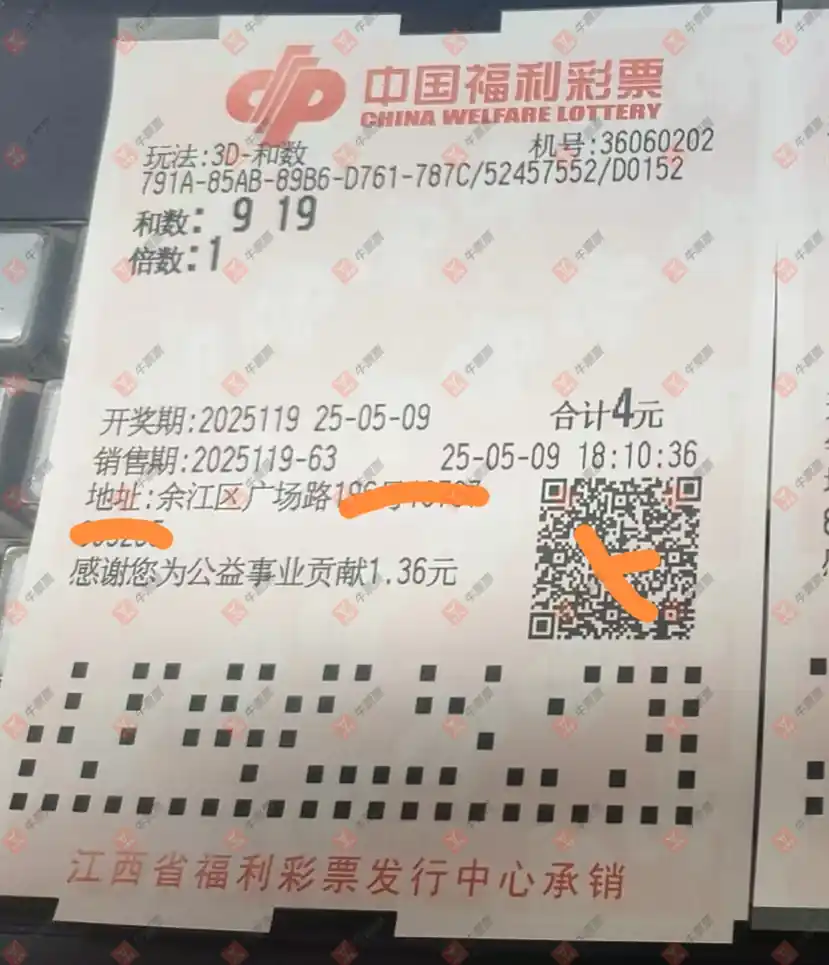 中国福利彩票
CHINA WELFARE LOTTERY
玩法:3D-和数 机号:36060202
791A-85AB-89B6-D761-787C/52457552/D0152
和数: 9 19
倍数:1
开奖期:2025119 25-05-09 合计4元
销售期:2025119-63 25-05-09 18:10:36
地址:余江区广场路
感谢您为公益事业贡献1.36元
江西省福利彩票发行中心承销